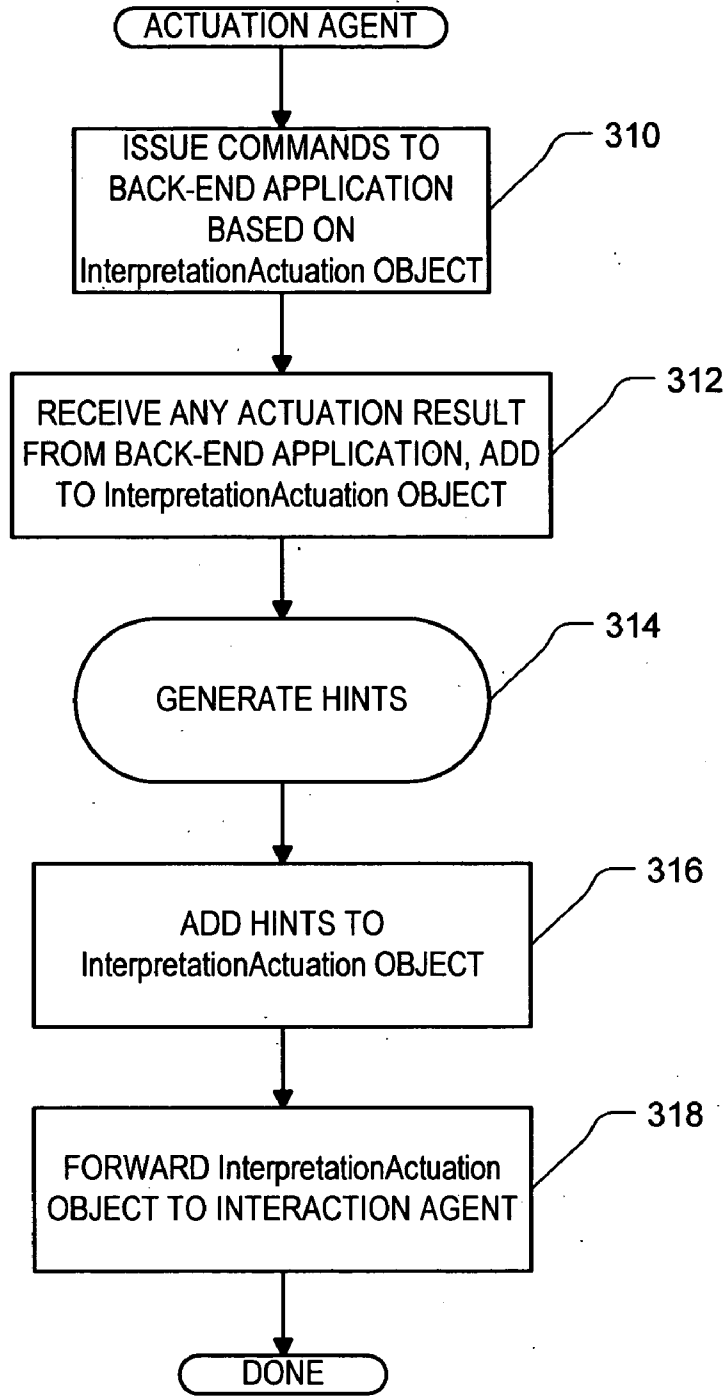 ACTUATION AGENT
310
ISSUE COMMANDS TO
BACK-END APPLICATION
BASED ON
InterpretationActuation OBJECT
312
RECEIVE ANY ACTUATION RESULT
FROM BACK-END APPLICATION, ADD
TO InterpretationActuation OBJECT
314
GENERATE HINTS
316
ADD HINTS TO
InterpretationActuation OBJECT
318
FORWARD InterpretationActuation
OBJECT TO INTERACTION AGENT
DONE